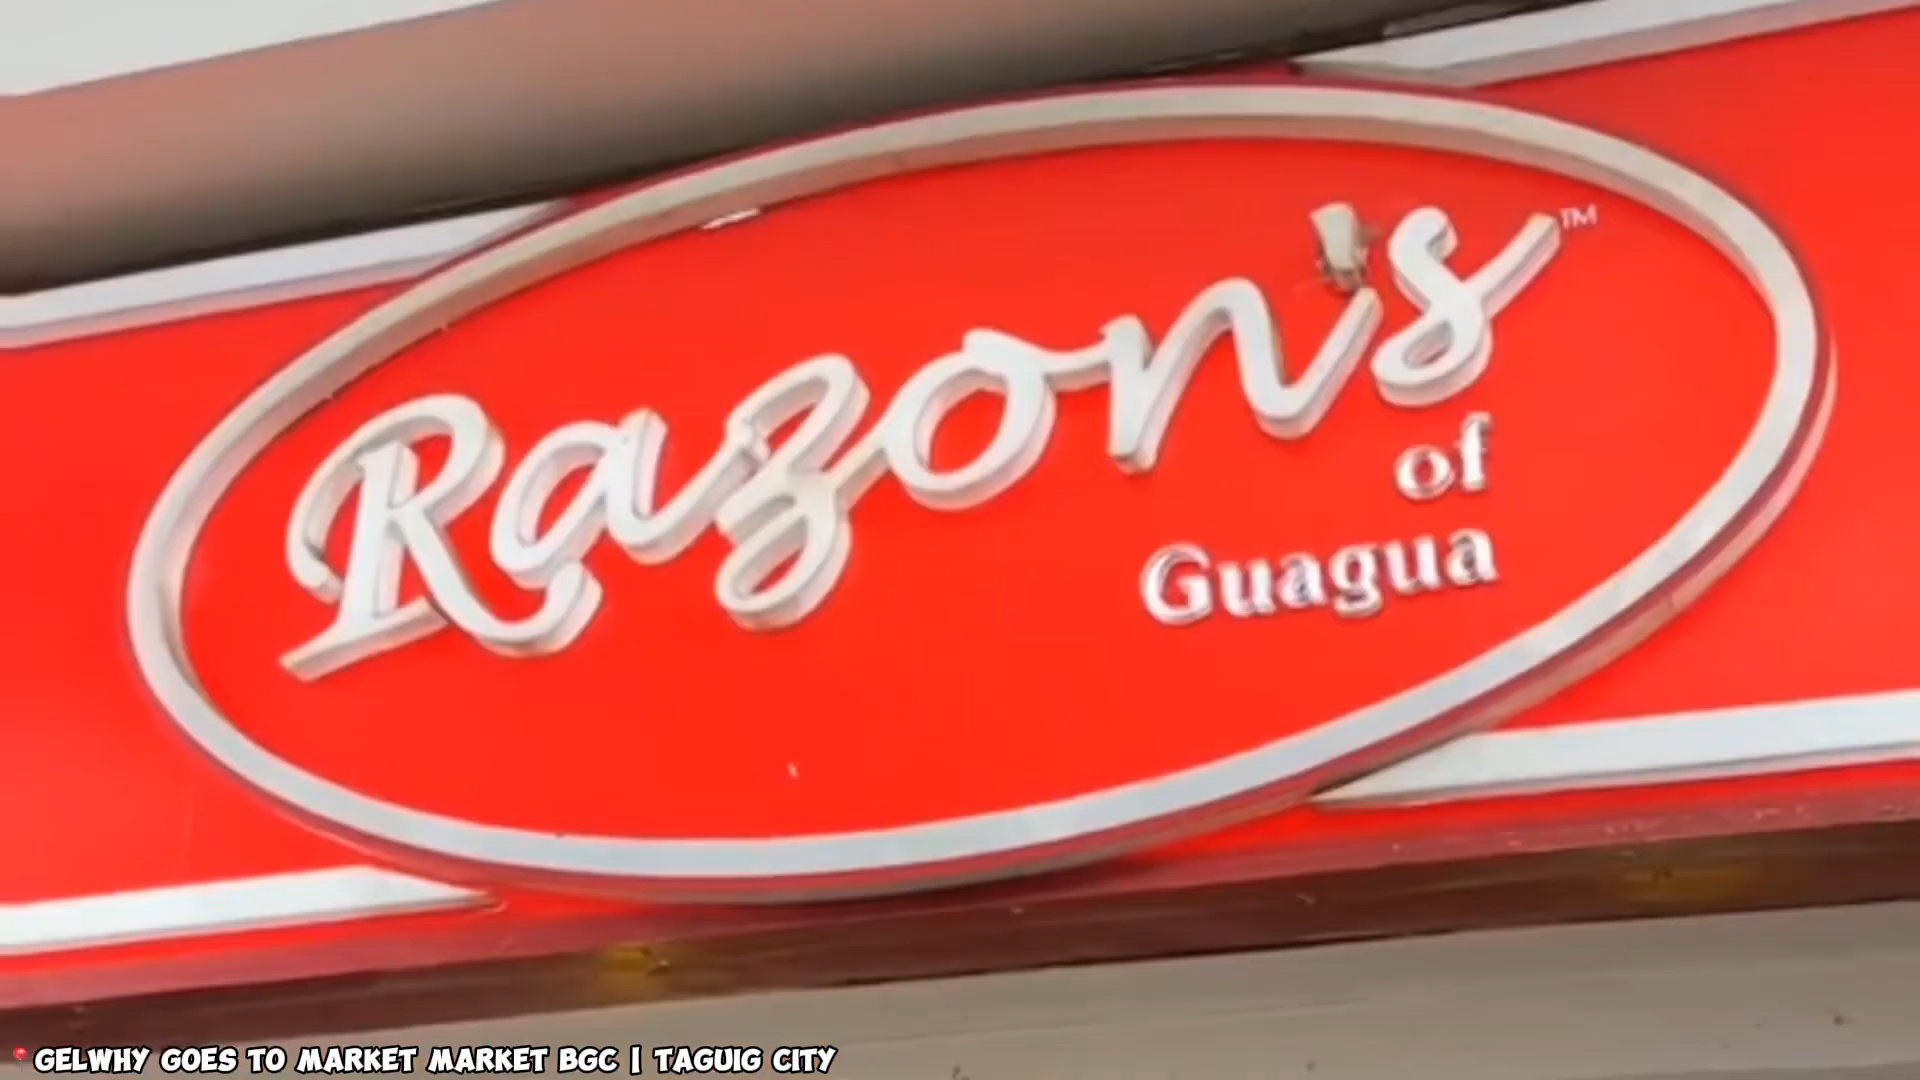 Razon's™
of
Guagua
GELWHY GOES TO MARKET MARKET BGC | TAGUIG CITY